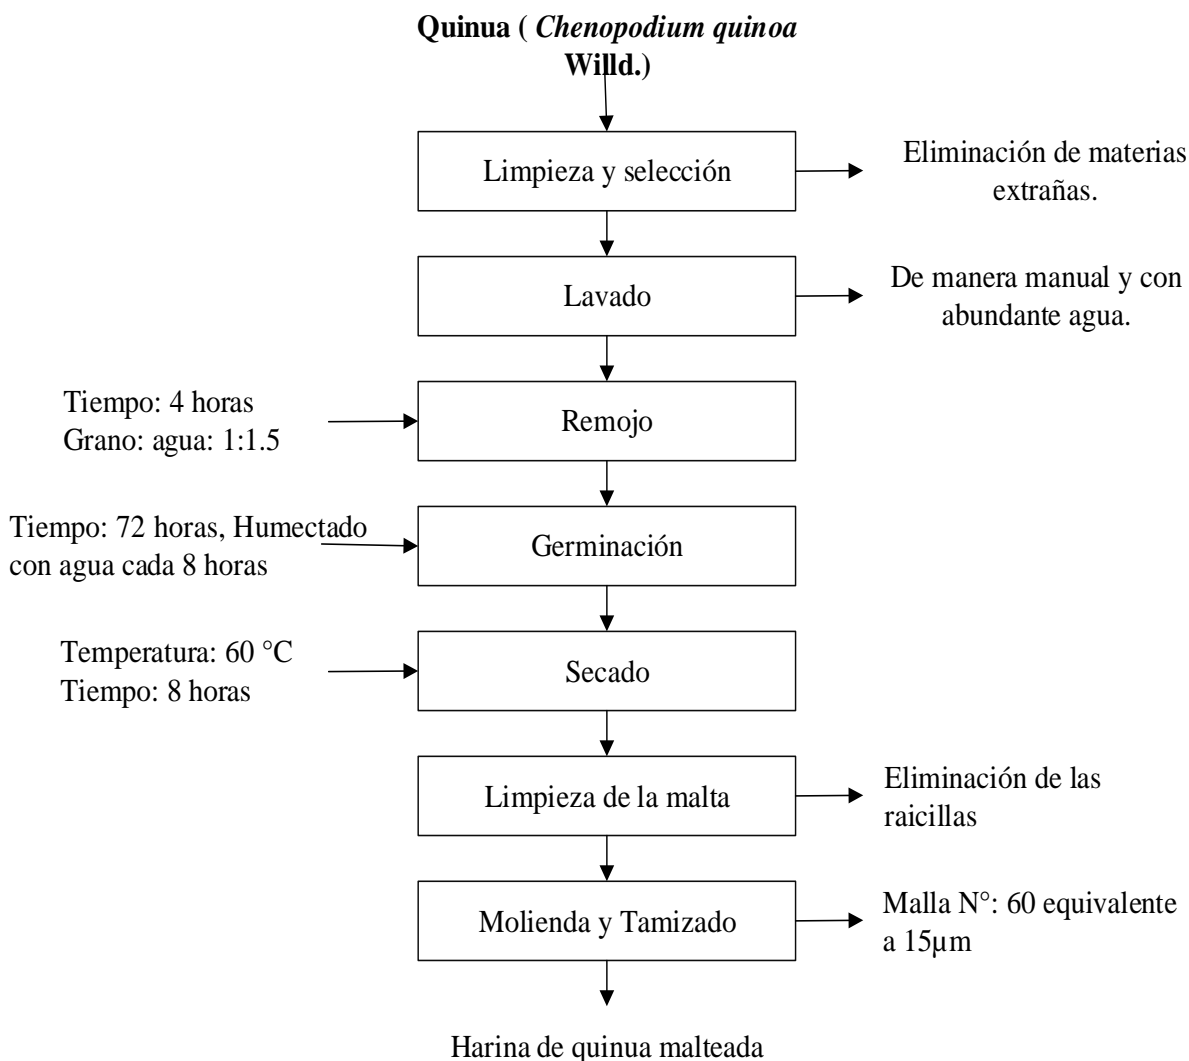 Quinua ( Chenopodium quinoa
Willd.)
Limpieza y selección
Eliminación de materias
extrañas.
Lavado
De manera manual y con
abundante agua.
Tiempo: 4 horas
Grano: agua: 1:1.5
Remojo
Tiempo: 72 horas, Humectado
con agua cada 8 horas
Germinación
Temperatura: 60 °C
Tiempo: 8 horas
Secado
Limpieza de la malta
Eliminación de las
raicillas
Molienda y Tamizado
Malla N°: 60 equivalente
a 15µm
Harina de quinua malteada